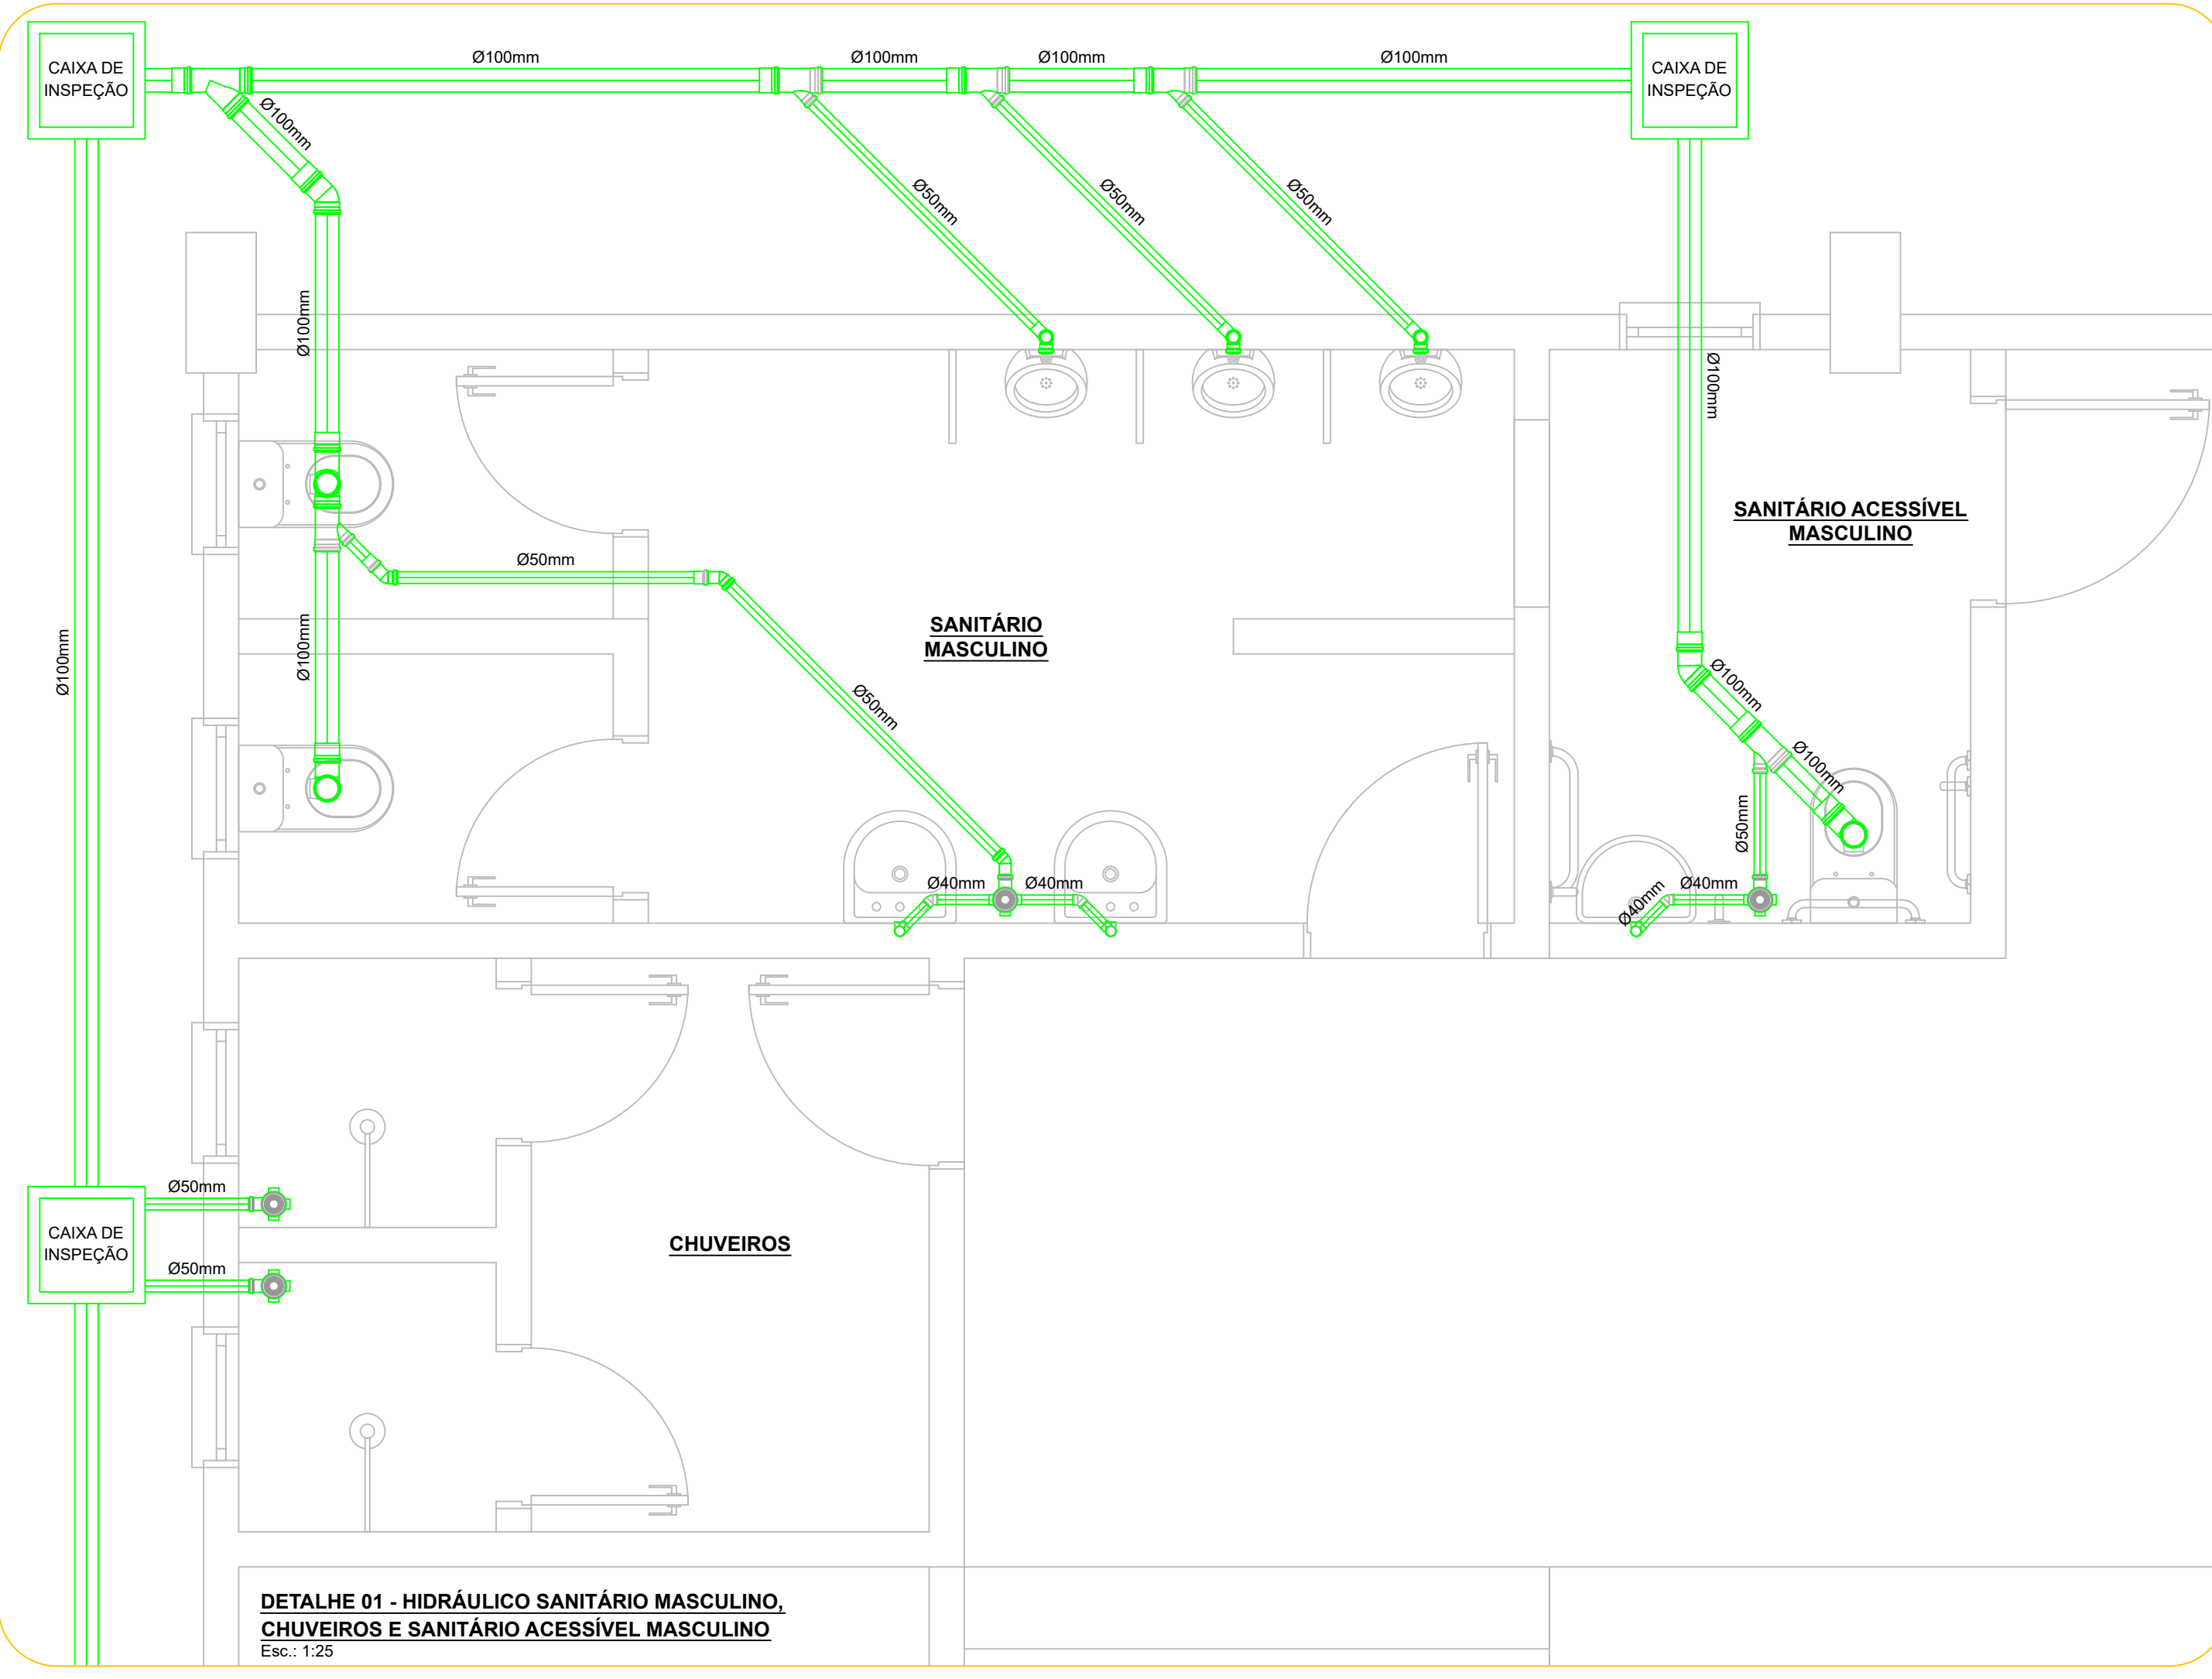 CAIXA DE
INSPEÇÃO
Ø100mm
Ø100mm
Ø100mm
Ø100mm
CAIXA DE
INSPEÇÃO
Ø100mm
Ø50mm
Ø50mm
Ø50mm
Ø100mm
Ø100mm
SANITÁRIO ACESSÍVEL
MASCULINO
Ø50mm
SANITÁRIO
MASCULINO
Ø100mm
Ø100mm
Ø50mm
Ø100mm
Ø100mm
Ø50mm
Ø40mm
Ø40mm
Ø40mm
Ø40mm
Ø50mm
CAIXA DE
INSPEÇÃO
Ø50mm
CHUVEIROS
DETALHE 01 - HIDRÁULICO SANITÁRIO MASCULINO,
CHUVEIROS E SANITÁRIO ACESSÍVEL MASCULINO
Esc.: 1:25